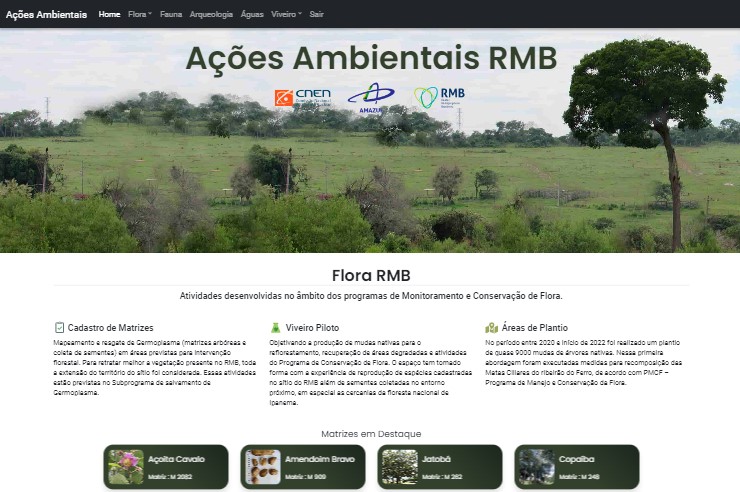 Ações Ambientais Home Flora Fauna Arqueologia Águas Viveiro Sair
Ações Ambientais RMB
CNEN
AMAZUL
RMB
Flora RMB
Atividades desenvolvidas no âmbito dos programas de Monitoramento e Conservação de Flora.
Cadastro de Matrizes
Mapeamento e resgate de Germoplasma (matrizes arbóreas e
coleta de sementes) em áreas previstas para intervenção
florestal. Para retratar melhor a vegetação presente no RMB, toda
a extensão do território do sítio foi considerada. Essas atividades
estão previstas no Subprograma de salvamento de
Germoplasma.
Viveiro Piloto
Objetivando a produção de mudas nativas para o
reflorestamento, recuperação de áreas degradadas e atividades
do Programa de Conservação de Flora. O espaço tem tomado
forma com a experiência de reprodução de espécies cadastradas
no sítio do RMB além de sementes coletadas no entorno
próximo, em especial as cercanias da floresta nacional de
Ipanema.
Áreas de Plantio
No período entre 2020 e início de 2022 foi realizado um plantio
de quase 9000 mudas de árvores nativas. Nessa primeira
abordagem foram executadas medidas para recomposição das
Matas Ciliares do ribeirão do Ferro, de acordo com PMCF –
Programa de Manejo e Conservação da Flora.
Matrizes em Destaque
Açoita Cavalo
Matriz : M 2082
Amendoim Bravo
Matriz : M 909
Jatobá
Matriz : M 262
Copaíba
Matriz : M 248